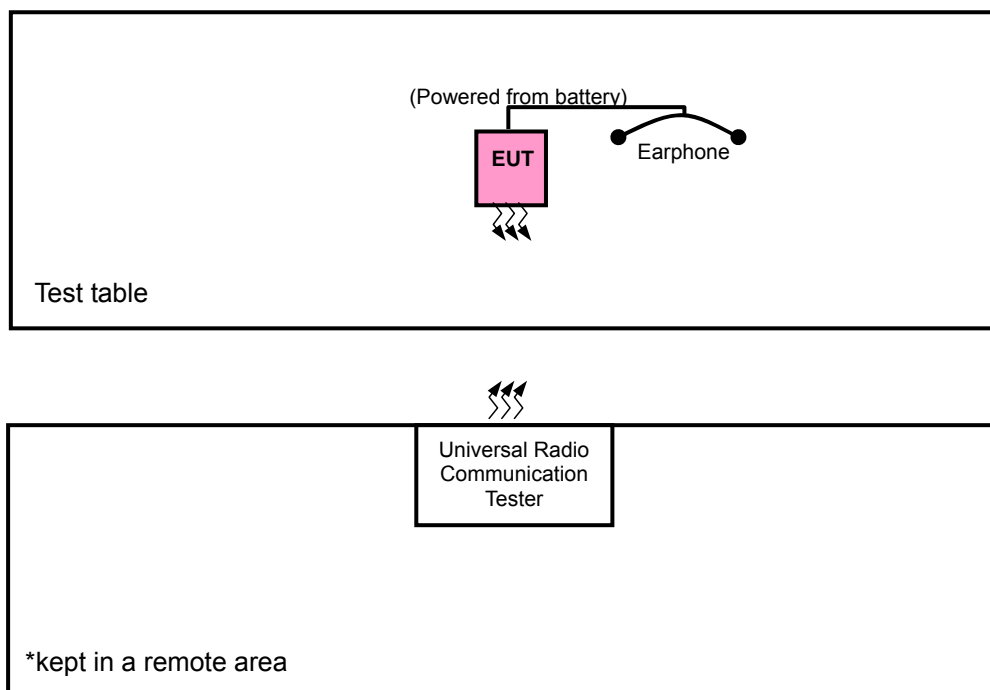 (Powered from battery)
EUT
Earphone
Test table
Universal Radio
Communication
Tester
*kept in a remote area